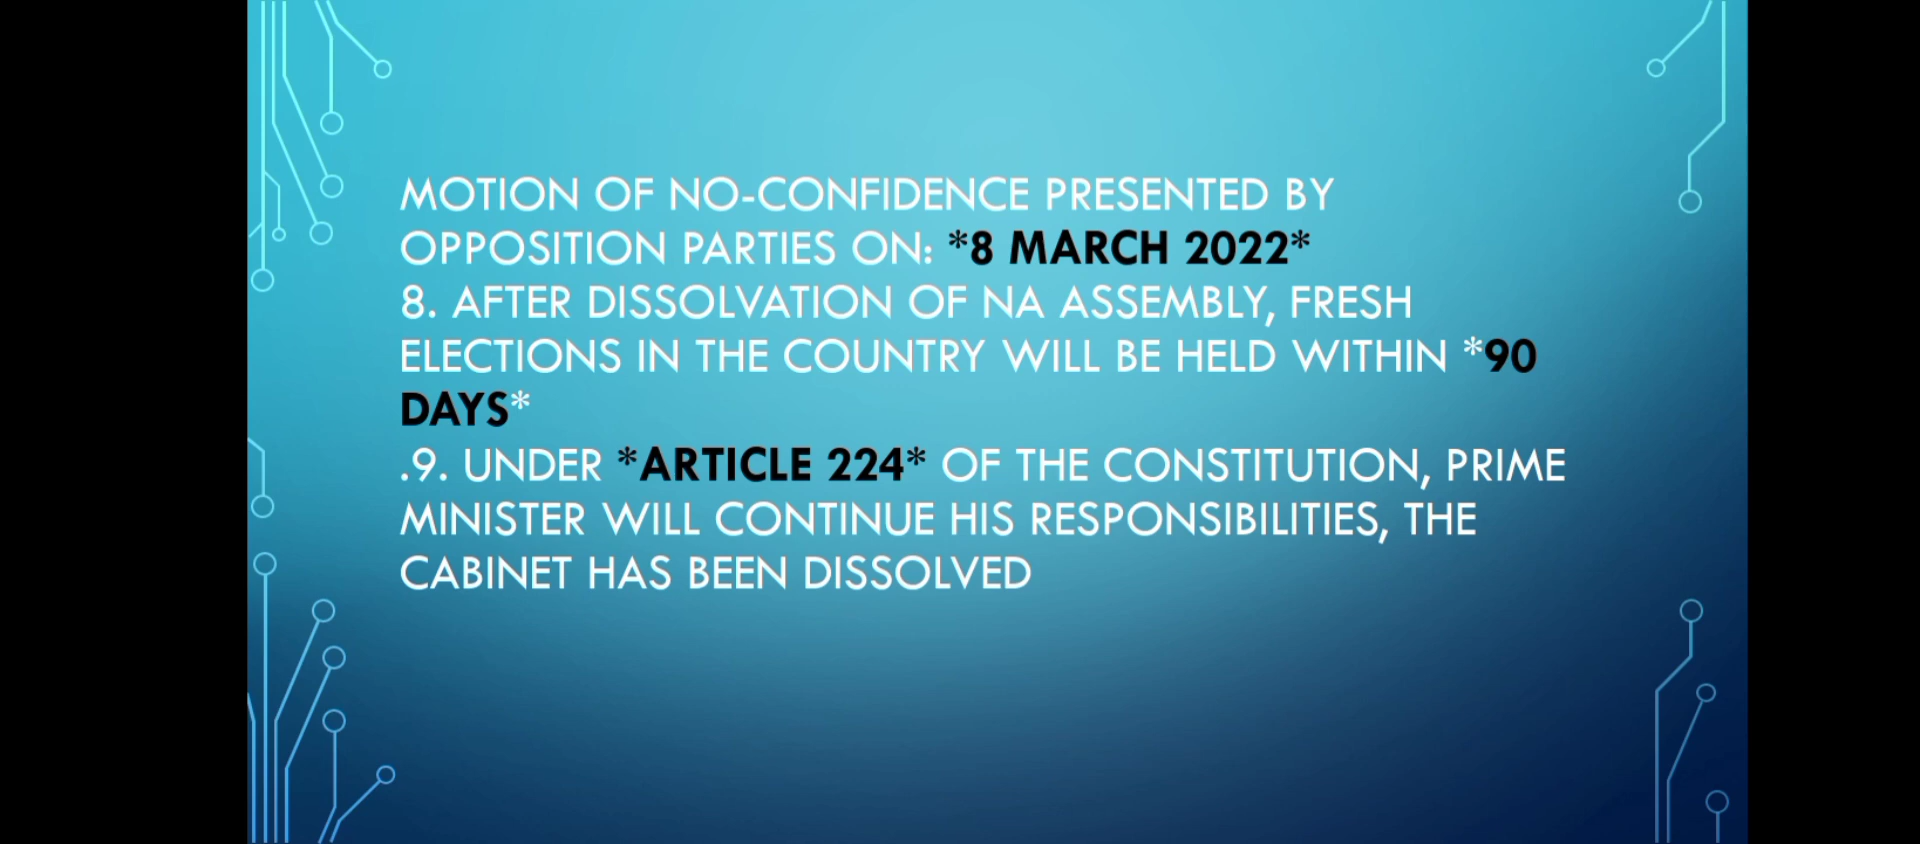 MOTION OF NO-CONFIDENCE PRESENTED BY
OPPOSITION PARTIES ON: *8 MARCH 2022*
8. AFTER DISSOLVATION OF NA ASSEMBLY, FRESH
ELECTIONS IN THE COUNTRY WILL BE HELD WITHIN *90
DAYS*
.9. UNDER *ARTICLE 224* OF THE CONSTITUTION, PRIME
MINISTER WILL CONTINUE HIS RESPONSIBILITIES, THE
CABINET HAS BEEN DISSOLVED